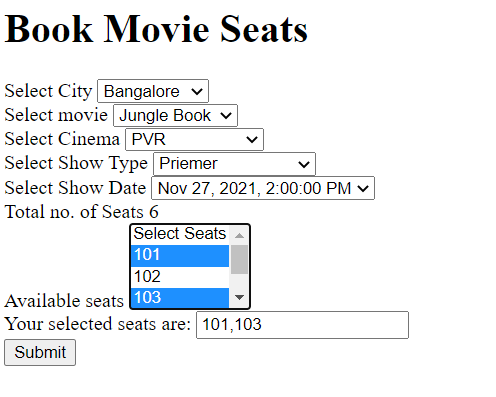 Book Movie Seats
Select City Bangalore
Select movie Jungle Book
Select Cinema PVR
Select Show Type Priemer
Select Show Date Nov 27, 2021, 2:00:00 PM
Total no. of Seats 6
Select Seats
101
102
103
Available seats
Your selected seats are: 101,103
Submit